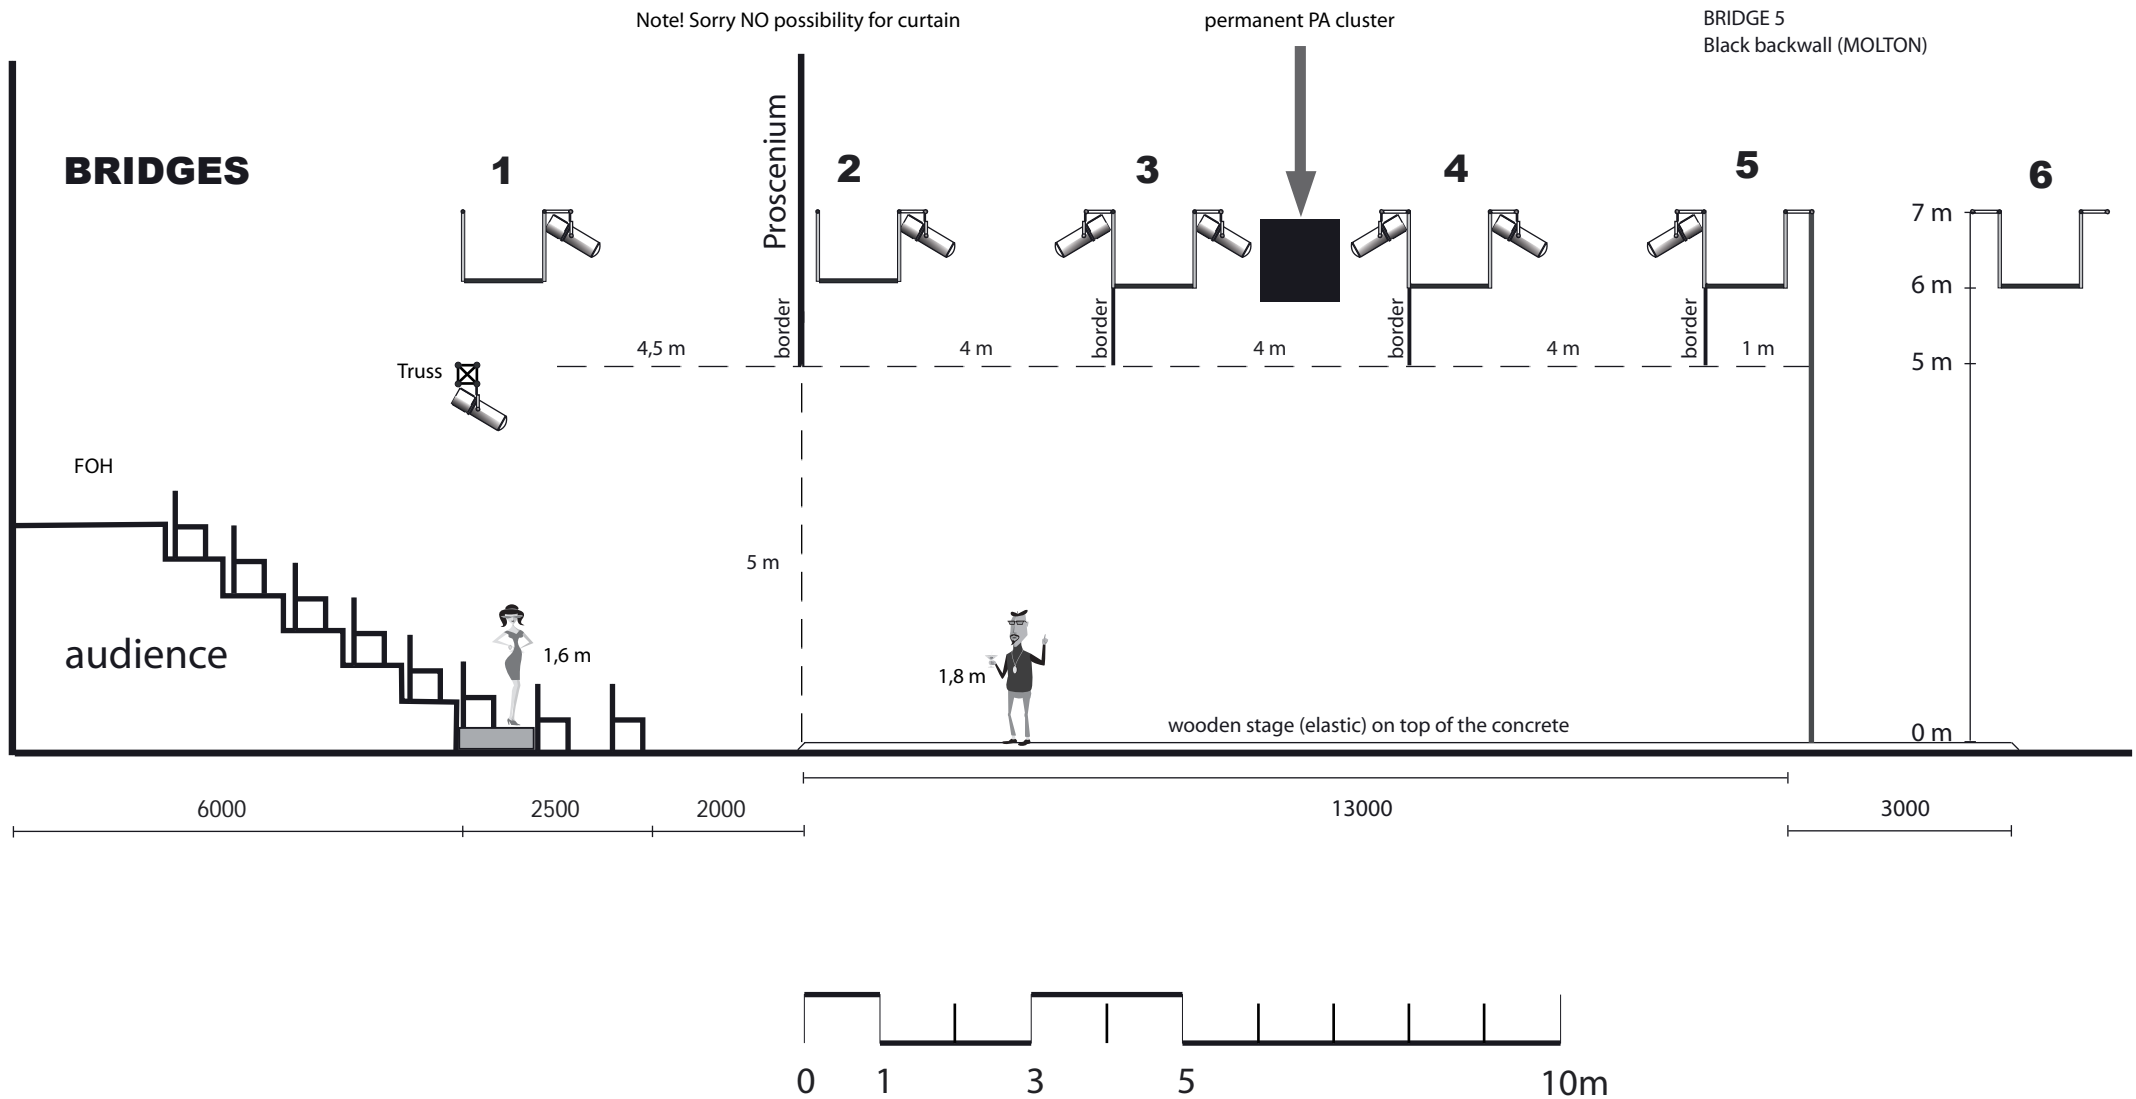 Note! Sorry NO possibility for curtain
permanent PA cluster
BRIDGE 5
Black backwall (MOLTON)
Proscenium
BRIDGES
1
2
3
4
5
6
7 m
6 m
5 m
0 m
border
border
border
border
4,5 m
4 m
4 m
4 m
1 m
Truss
FOH
5 m
audience
1,6 m
1,8 m
wooden stage (elastic) on top of the concrete
6000
2500
2000
13000
3000
0
1
3
5
10m